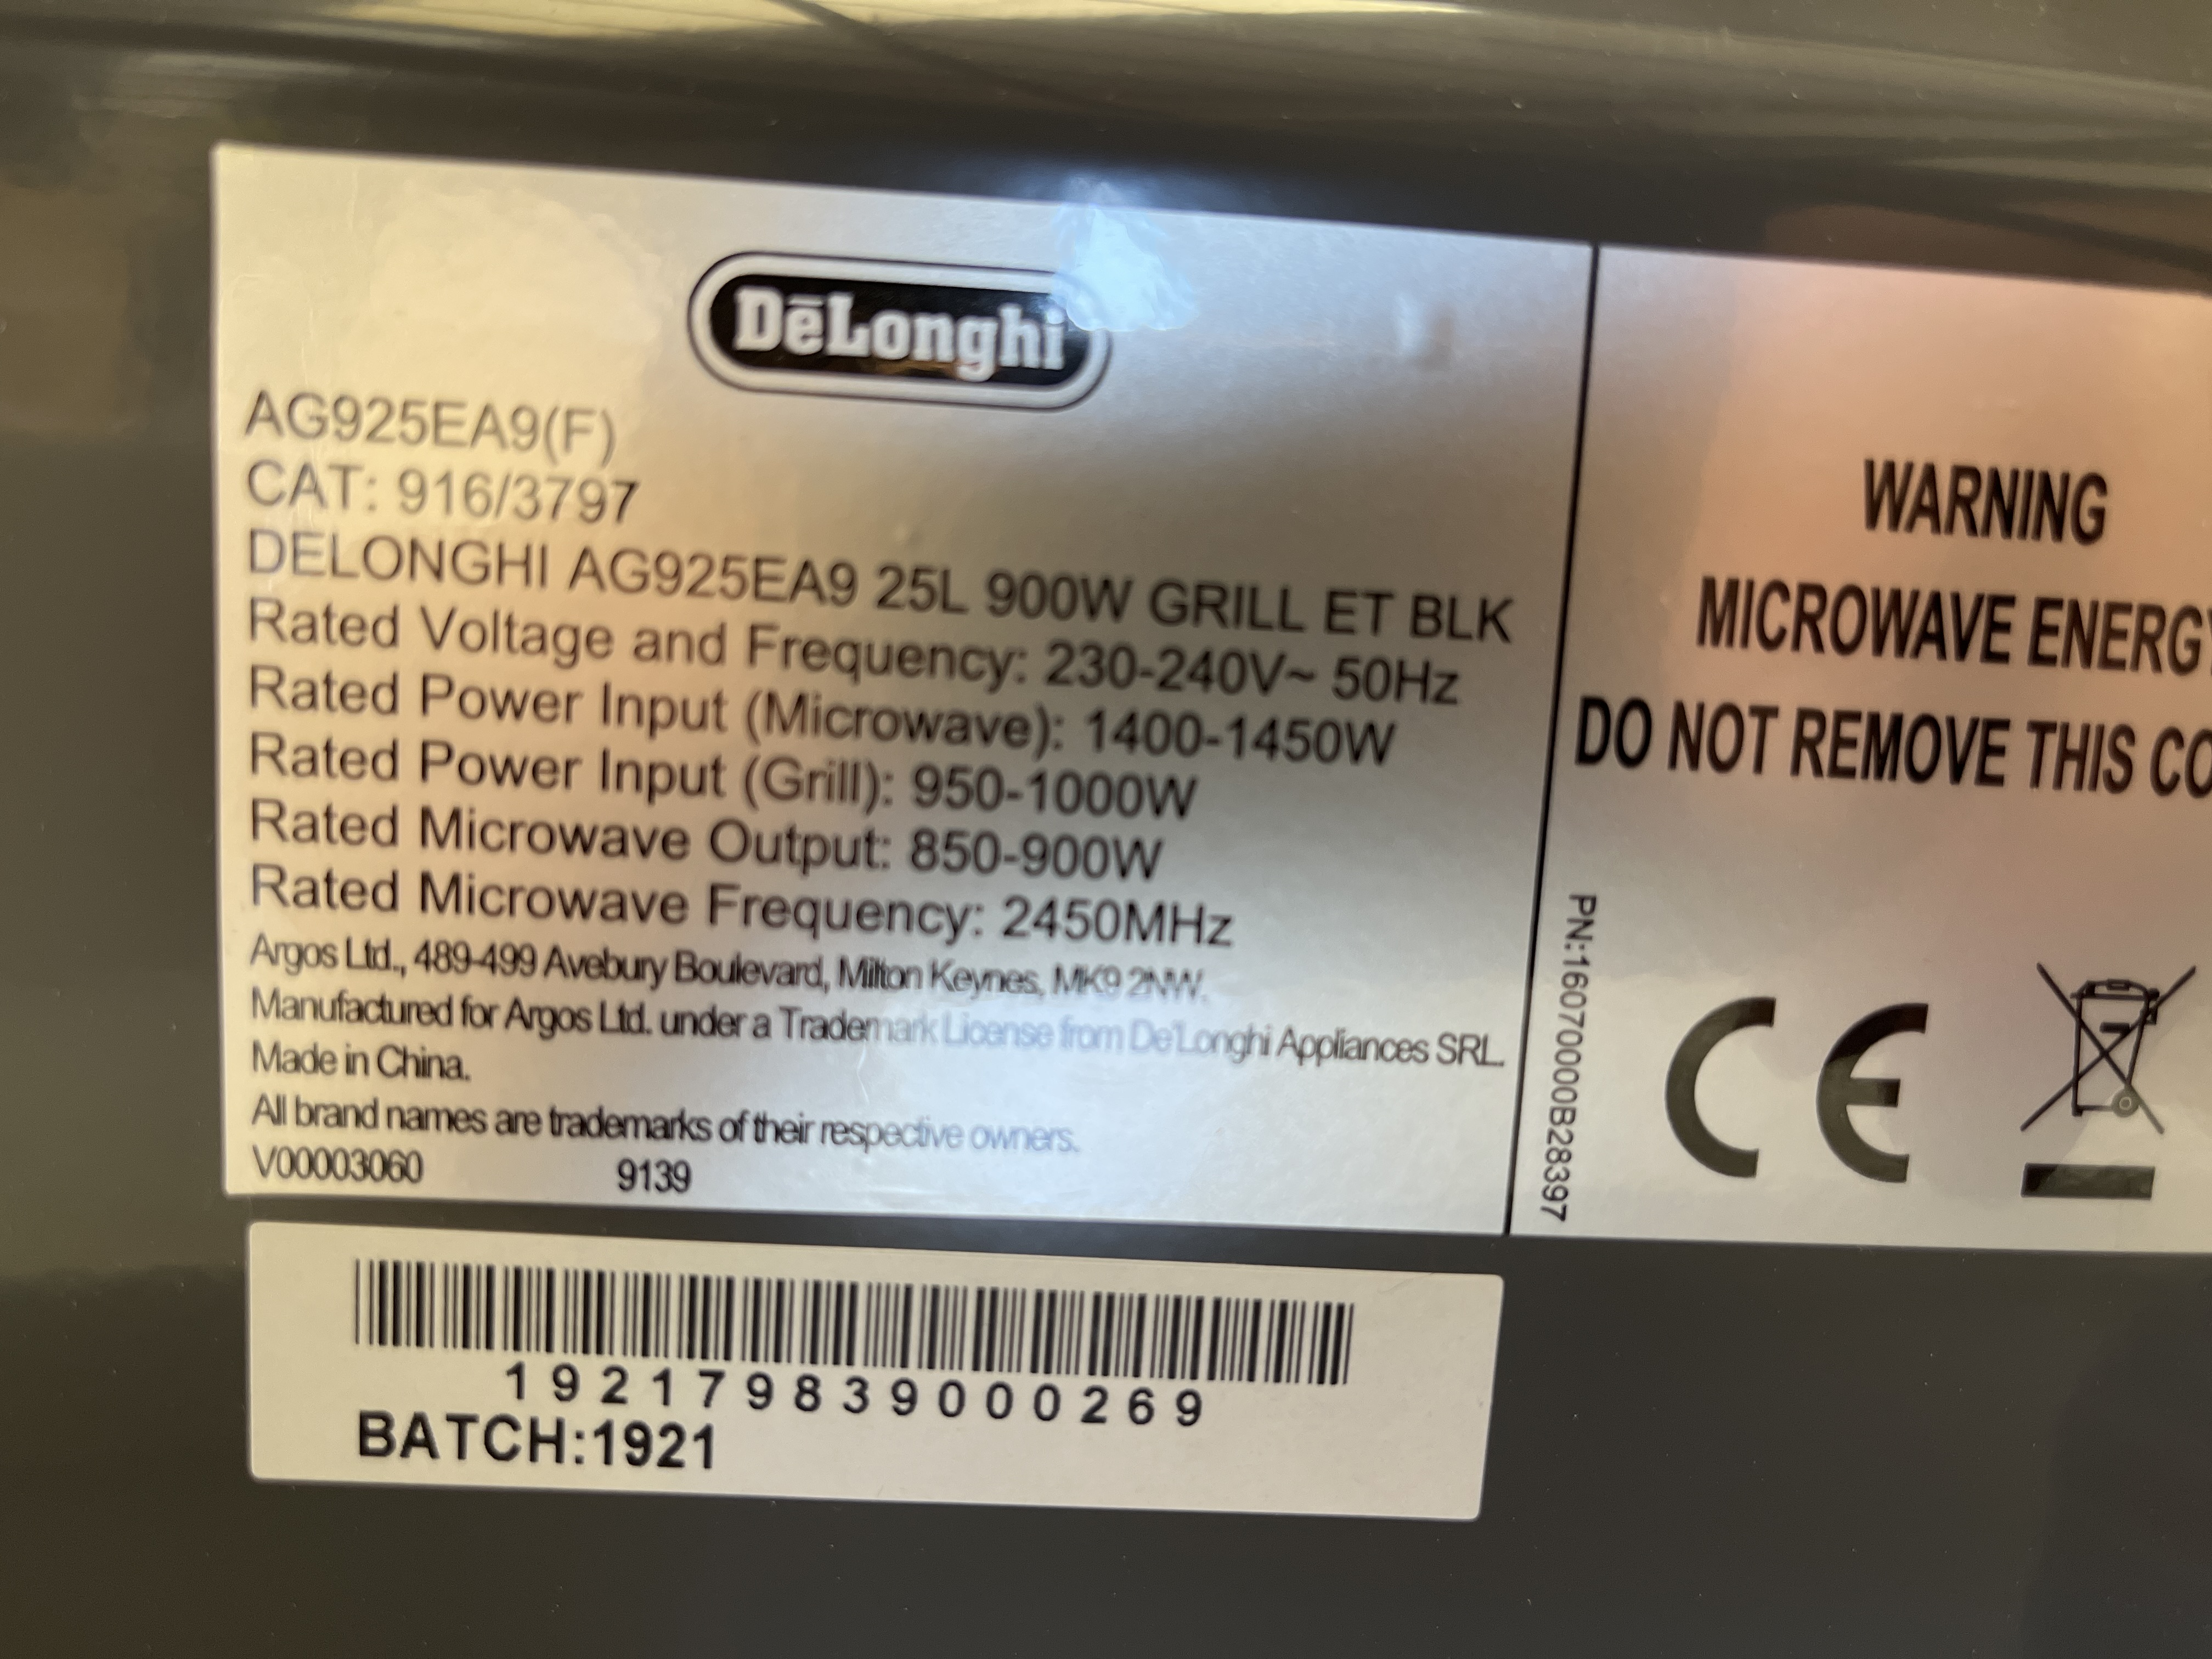 DēLonghi
AG925EA9(F)
CAT: 916/3797
DELONGHI AG925EA9 25L 900W GRILL ET BLK
Rated Voltage and Frequency: 230-240V~ 50Hz
Rated Power Input (Microwave): 1400-1450W
Rated Power Input (Grill): 950-1000W
Rated Microwave Output: 850-900W
Rated Microwave Frequency: 2450MHz
Argos Ltd., 489-499 Avebury Boulevard, Milton Keynes, MK9 2NW.
Manufactured for Argos Ltd. under a Trademark License from De'Longhi Appliances SRL.
Made in China.
All brand names are trademarks of their respective owners.
V00003060 9139
WARNING
MICROWAVE ENERGY
DO NOT REMOVE THIS CO
PN:16070000B28397
CE
192179839000269
BATCH:1921